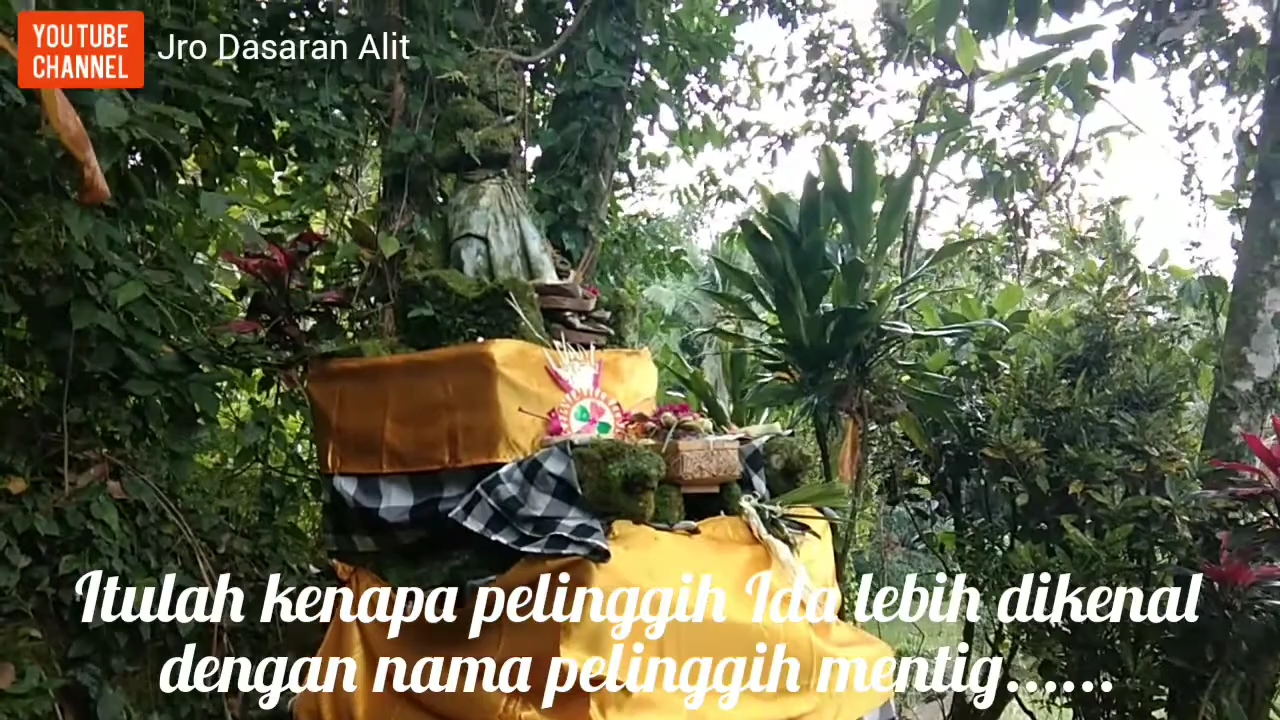 YOU TUBE
CHANNEL
Jro Dasaran Alit
Itulah kenapa pelinggih Ida lebih dikenal
dengan nama pelinggih mentig......